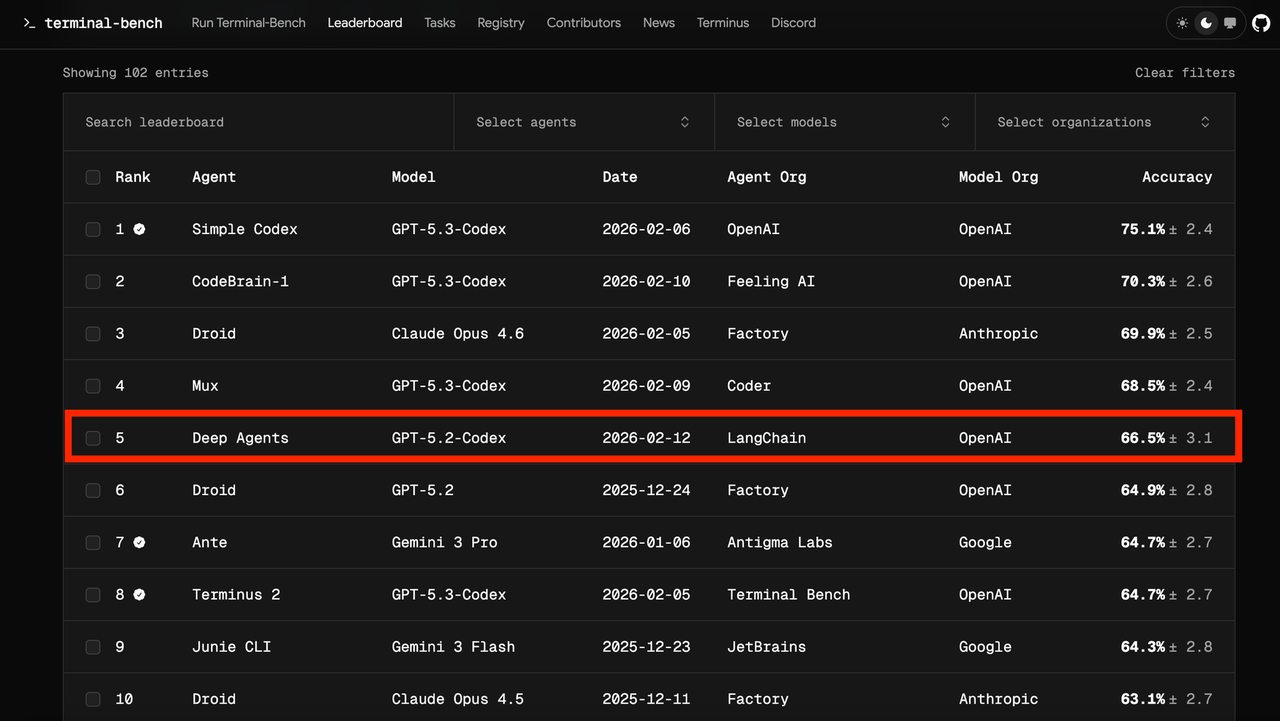 >_ terminal-bench Run Terminal-Bench Leaderboard Tasks Registry Contributors News Terminus Discord
Showing 102 entries Clear filters
Search leaderboard Select agents Select models Select organizations
Rank Agent Model Date Agent Org Model Org Accuracy
1 Simple Codex GPT-5.3-Codex 2026-02-06 OpenAI OpenAI 75.1% ± 2.4
2 CodeBrain-1 GPT-5.3-Codex 2026-02-10 Feeling AI OpenAI 70.3% ± 2.6
3 Droid Claude Opus 4.6 2026-02-05 Factory Anthropic 69.9% ± 2.5
4 Mux GPT-5.3-Codex 2026-02-09 Coder OpenAI 68.5% ± 2.4
5 Deep Agents GPT-5.2-Codex 2026-02-12 LangChain OpenAI 66.5% ± 3.1
6 Droid GPT-5.2 2025-12-24 Factory OpenAI 64.9% ± 2.8
7 Ante Gemini 3 Pro 2026-01-06 Antigma Labs Google 64.7% ± 2.7
8 Terminus 2 GPT-5.3-Codex 2026-02-05 Terminal Bench OpenAI 64.7% ± 2.7
9 Junie CLI Gemini 3 Flash 2025-12-23 JetBrains Google 64.3% ± 2.8
10 Droid Claude Opus 4.5 2025-12-11 Factory Anthropic 63.1% ± 2.7